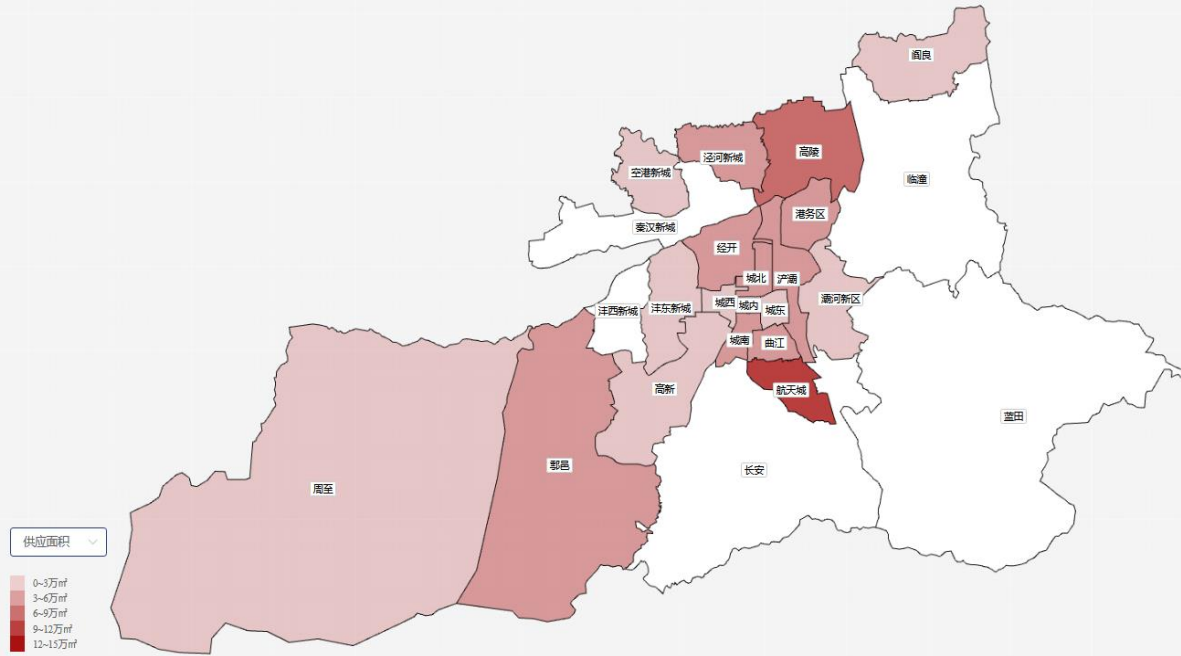 阎良
高陵
泾河新城
空港新城
临潼
港务区
秦汉新城
经开
城北
浐灞
灞河新区
城西
城内
城东
沣西新城
沣东新城
城南
曲江
高新
航天城
蓝田
鄠邑
长安
周至
供应面积
0~3万㎡
3~6万㎡
6~9万㎡
9~12万㎡
12~15万㎡